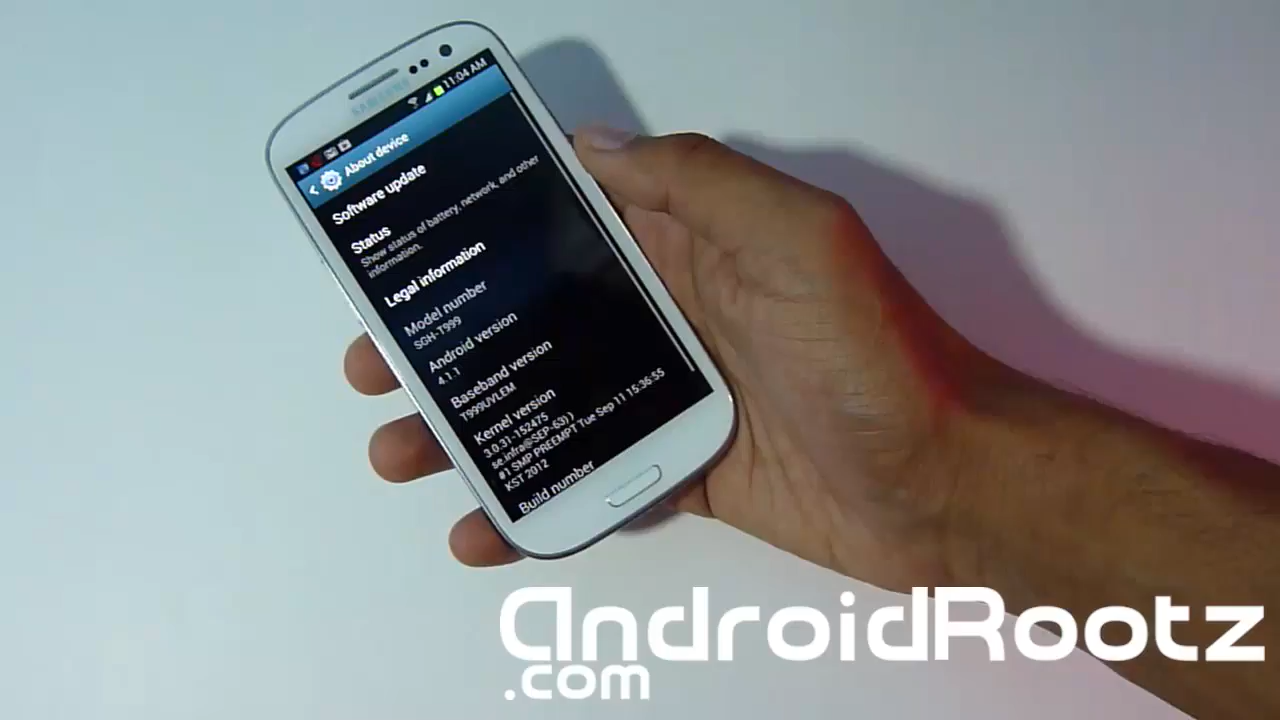 SAMSUNG
11:04 AM
About device
Software update
Status
Show status of battery, network, and other
information.
Legal information
Model number
SGH-T999
Android version
4.1.1
Baseband version
T999UVLEM
Kernel version
3.0.31-152475
se.infra@SEP-63) )
#1 SMP PREEMPT Tue Sep 11 15:36:55
KST 2012
Build number
AndroidRootz
.com